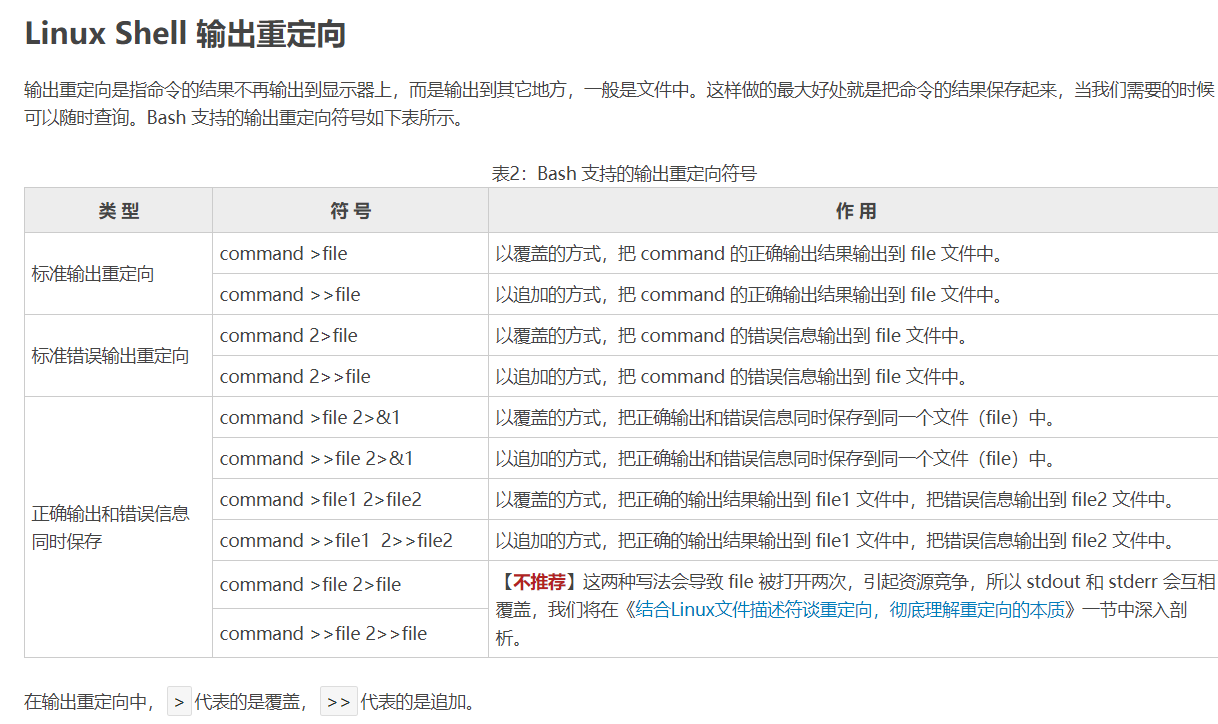 Linux Shell 输出重定向
输出重定向是指命令的结果不再输出到显示器上，而是输出到其它地方，一般是文件中。这样做的最大好处就是把命令的结果保存起来，当我们需要的时候
可以随时查询。Bash 支持的输出重定向符号如下表所示。
表2：Bash 支持的输出重定向符号
类 型 符 号 作 用
标准输出重定向
command >file 以覆盖的方式，把 command 的正确输出结果输出到 file 文件中。
command >>file 以追加的方式，把 command 的正确输出结果输出到 file 文件中。
标准错误输出重定向
command 2>file 以覆盖的方式，把 command 的错误信息输出到 file 文件中。
command 2>>file 以追加的方式，把 command 的错误信息输出到 file 文件中。
正确输出和错误信息
同时保存
command >file 2>&1 以覆盖的方式，把正确输出和错误信息同时保存到同一个文件（file）中。
command >>file 2>&1 以追加的方式，把正确输出和错误信息同时保存到同一个文件（file）中。
command >file1 2>file2 以覆盖的方式，把正确的输出结果输出到 file1 文件中，把错误信息输出到 file2 文件中。
command >>file1  2>>file2 以追加的方式，把正确的输出结果输出到 file1 文件中，把错误信息输出到 file2 文件中。
command >file 2>file
command >>file 2>>file
【不推荐】这两种写法会导致 file 被打开两次，引起资源竞争，所以 stdout 和 stderr 会互相
覆盖，我们将在《结合Linux文件描述符谈重定向，彻底理解重定向的本质》一节中深入剖
析。
在输出重定向中，>代表的是覆盖，>>代表的是追加。